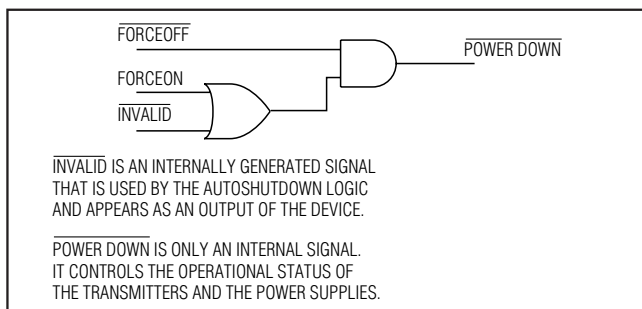 FORCEOFF
POWER DOWN
FORCEON
INVALID
INVALID IS AN INTERNALLY GENERATED SIGNAL
THAT IS USED BY THE AUTOSHUTDOWN LOGIC
AND APPEARS AS AN OUTPUT OF THE DEVICE.
POWER DOWN IS ONLY AN INTERNAL SIGNAL.
IT CONTROLS THE OPERATIONAL STATUS OF
THE TRANSMITTERS AND THE POWER SUPPLIES.